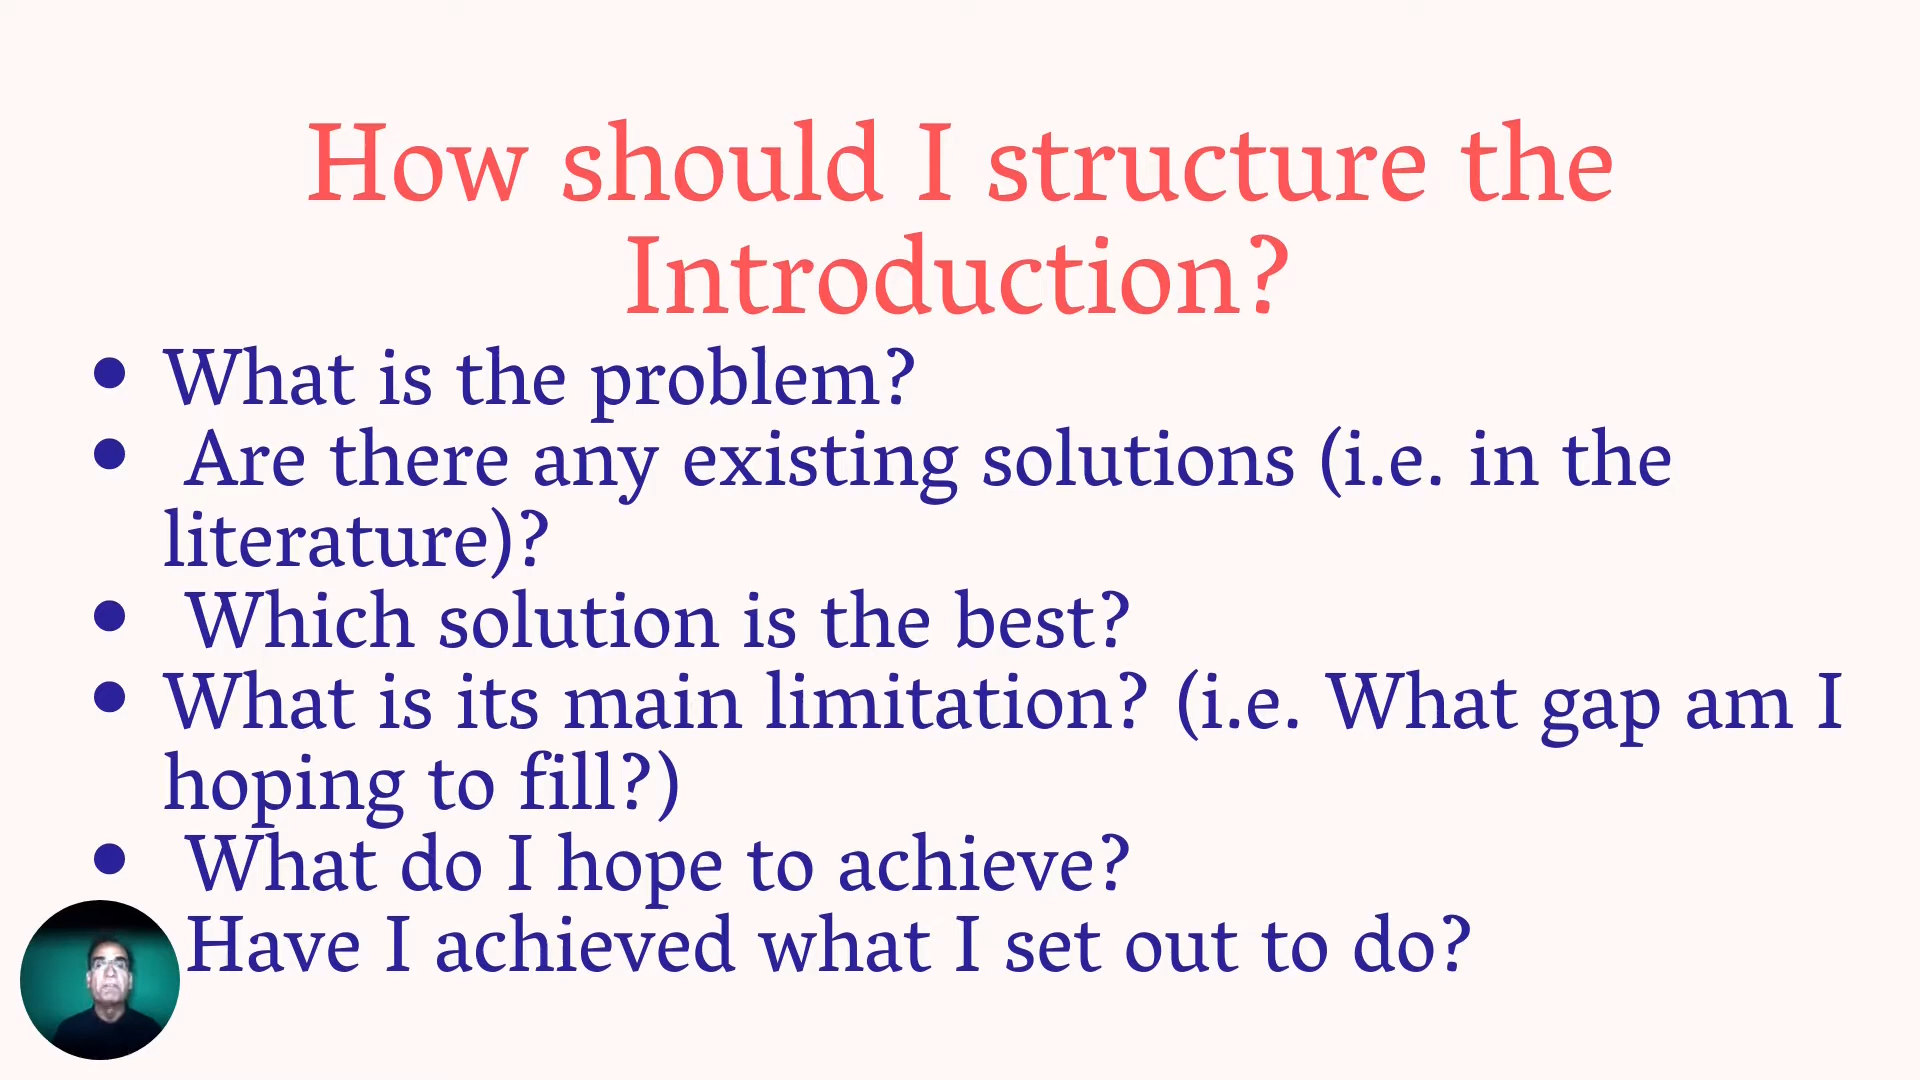 How should I structure the
Introduction?
• What is the problem?
• Are there any existing solutions (i.e. in the
literature)?
• Which solution is the best?
• What is its main limitation? (i.e. What gap am I
hoping to fill?)
• What do I hope to achieve?
Have I achieved what I set out to do?